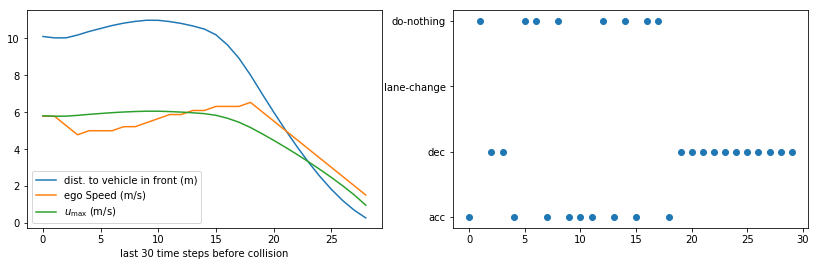 10
8
6
4
2
0
dist. to vehicle in front (m)
ego Speed (m/s)
u_max (m/s)
0 5 10 15 20 25
last 30 time steps before collision
do-nothing
lane-change
dec
acc
0 5 10 15 20 25 30